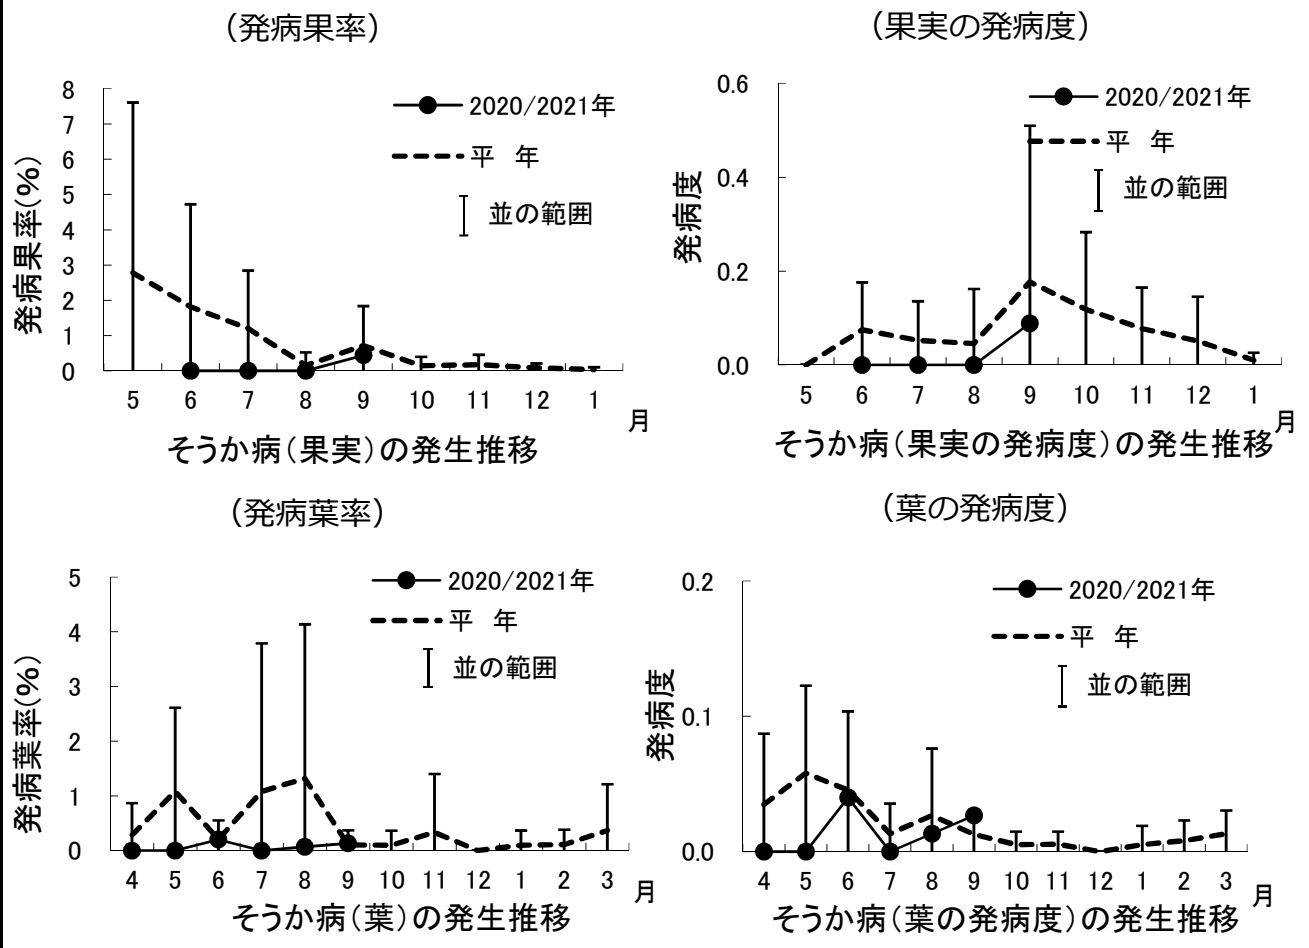 （発病果率）
8
7
6
5
4
3
2
1
0
発病果率(%)
2020/2021年
平 年
並の範囲
5 6 7 8 9 10 11 12 1
月
そうか病（果実）の発生推移
（果実の発病度）
0.6
0.4
0.2
0.0
発病度
2020/2021年
平 年
並の範囲
5 6 7 8 9 10 11 12 1
月
そうか病（果実の発病度）の発生推移
（発病葉率）
5
4
3
2
1
0
発病葉率(%)
2020/2021年
平 年
並の範囲
4 5 6 7 8 9 10 11 12 1 2 3
月
そうか病（葉）の発生推移
（葉の発病度）
0.2
0.1
0.0
発病度
2020/2021年
平 年
並の範囲
4 5 6 7 8 9 10 11 12 1 2 3
月
そうか病（葉の発病度）の発生推移